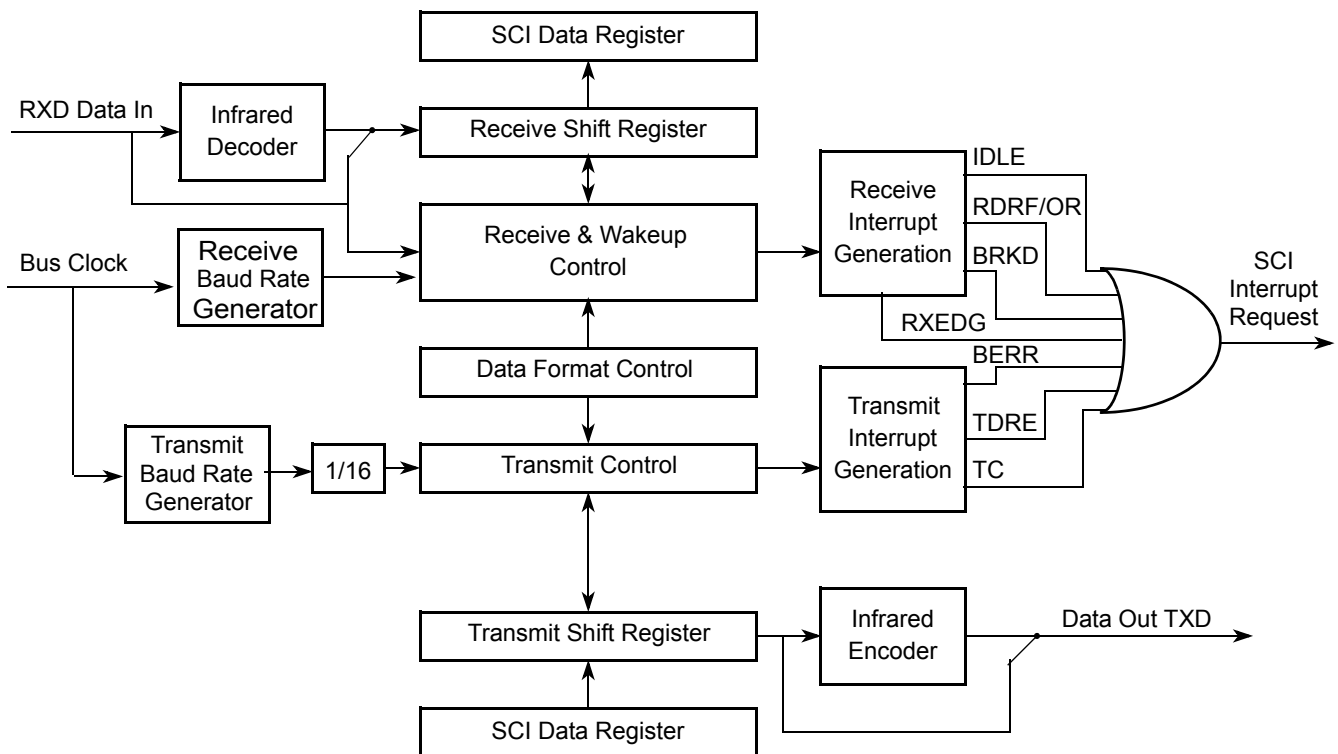 SCI Data Register
RXD Data In
Infrared
Decoder
Receive Shift Register
IDLE
Receive
Interrupt
Generation
RDRF/OR
Receive & Wakeup
Control
Bus Clock
Receive
Baud Rate
Generator
BRKD
SCI
Interrupt
Request
RXEDG
BERR
Data Format Control
Transmit
Interrupt
Generation
TDRE
TC
Transmit
Baud Rate
Generator
1/16
Transmit Control
Transmit Shift Register
Infrared
Encoder
Data Out TXD
SCI Data Register